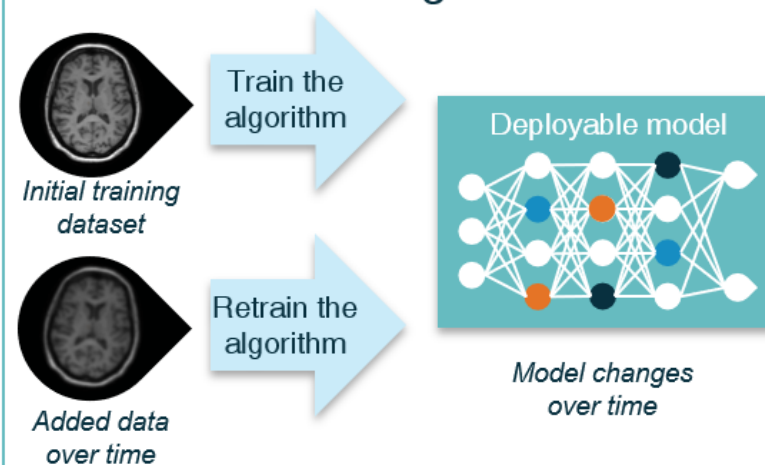 Train the
algorithm
Deployable model
Initial training
dataset
Retrain the
algorithm
Model changes
over time
Added data
over time